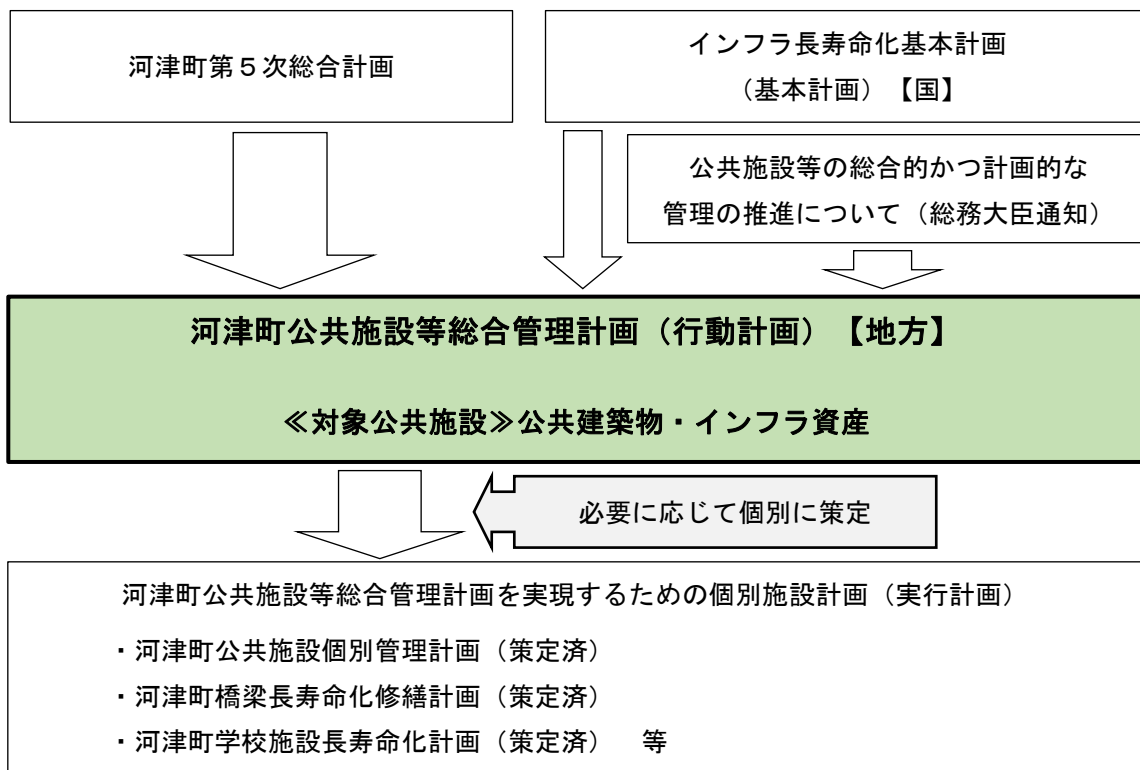 河津町第５次総合計画
インフラ長寿命化基本計画
（基本計画）【国】
公共施設等の総合的かつ計画的な
管理の推進について（総務大臣通知）
河津町公共施設等総合管理計画（行動計画）【地方】
≪対象公共施設≫公共建築物・インフラ資産
必要に応じて個別に策定
河津町公共施設等総合管理計画を実現するための個別施設計画（実行計画）
・河津町公共施設個別管理計画（策定済）
・河津町橋梁長寿命化修繕計画（策定済）
・河津町学校施設長寿命化計画（策定済）　等